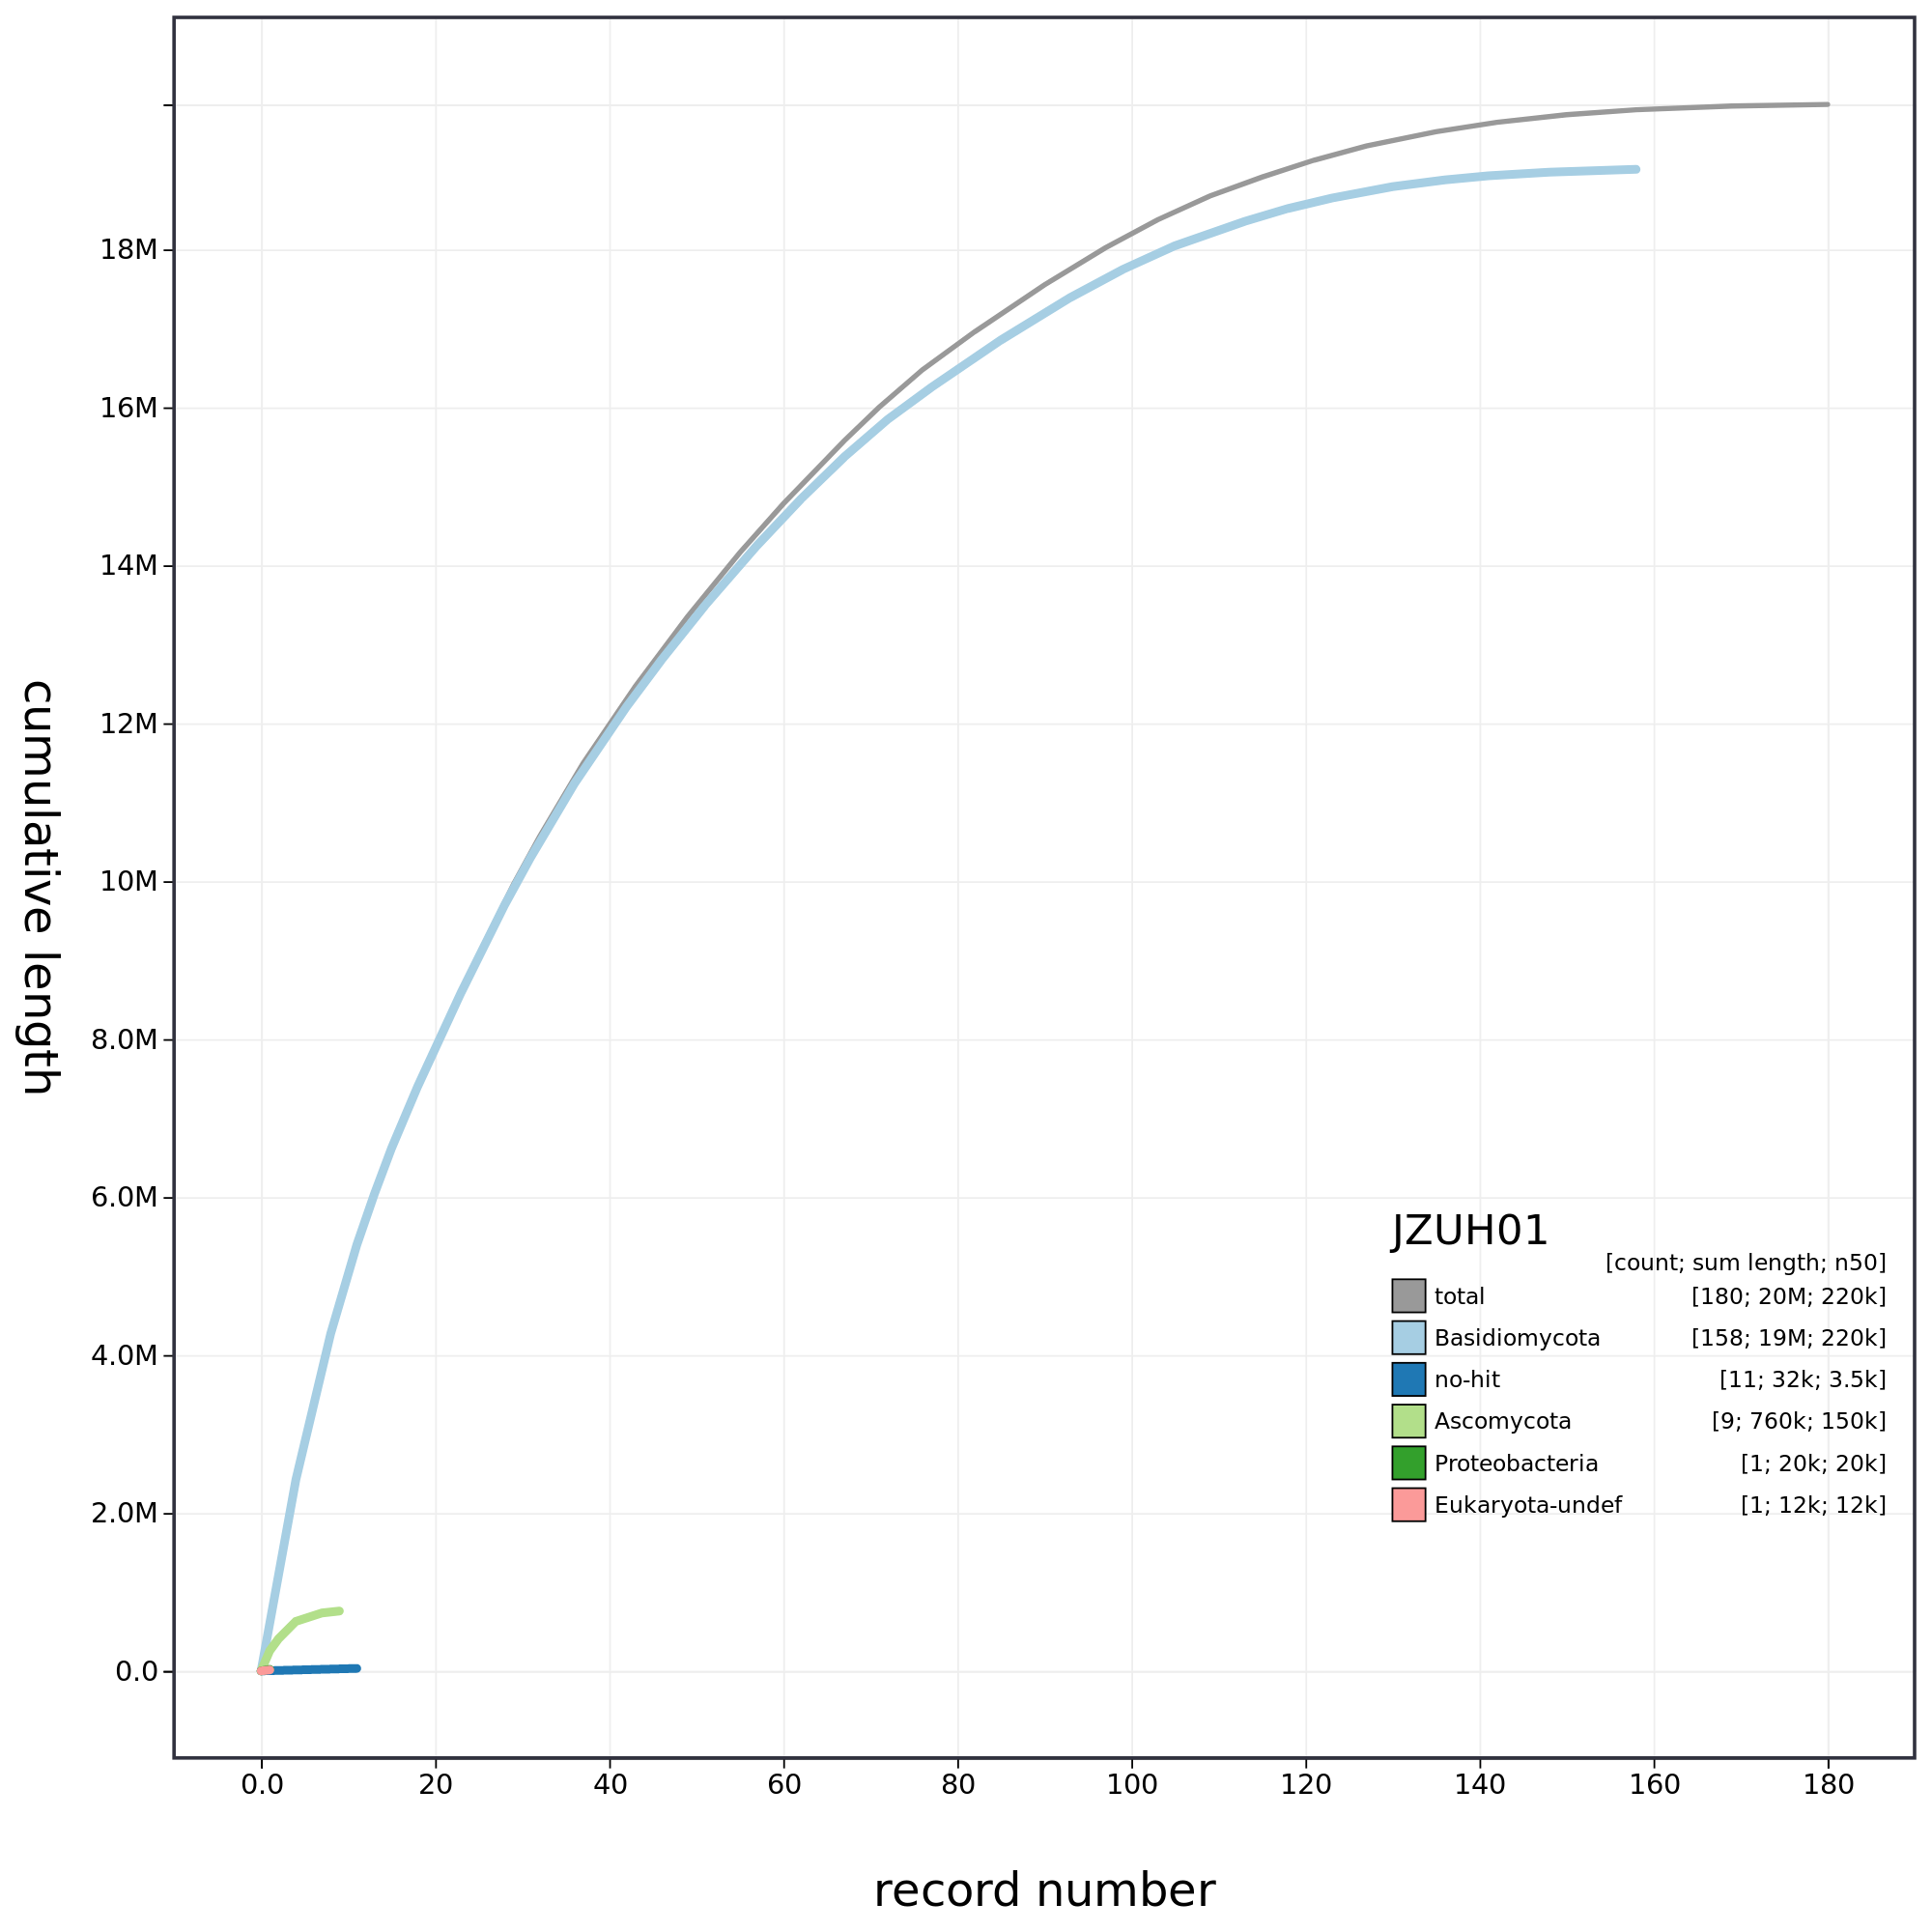 18M
16M
14M
12M
10M
8.0M
6.0M
4.0M
2.0M
0.0
cumulative length
JZUH01
[count; sum length; n50]
total [180; 20M; 220k]
Basidiomycota [158; 19M; 220k]
no-hit [11; 32k; 3.5k]
Ascomycota [9; 760k; 150k]
Proteobacteria [1; 20k; 20k]
Eukaryota-undef [1; 12k; 12k]
0.0 20 40 60 80 100 120 140 160 180
record number